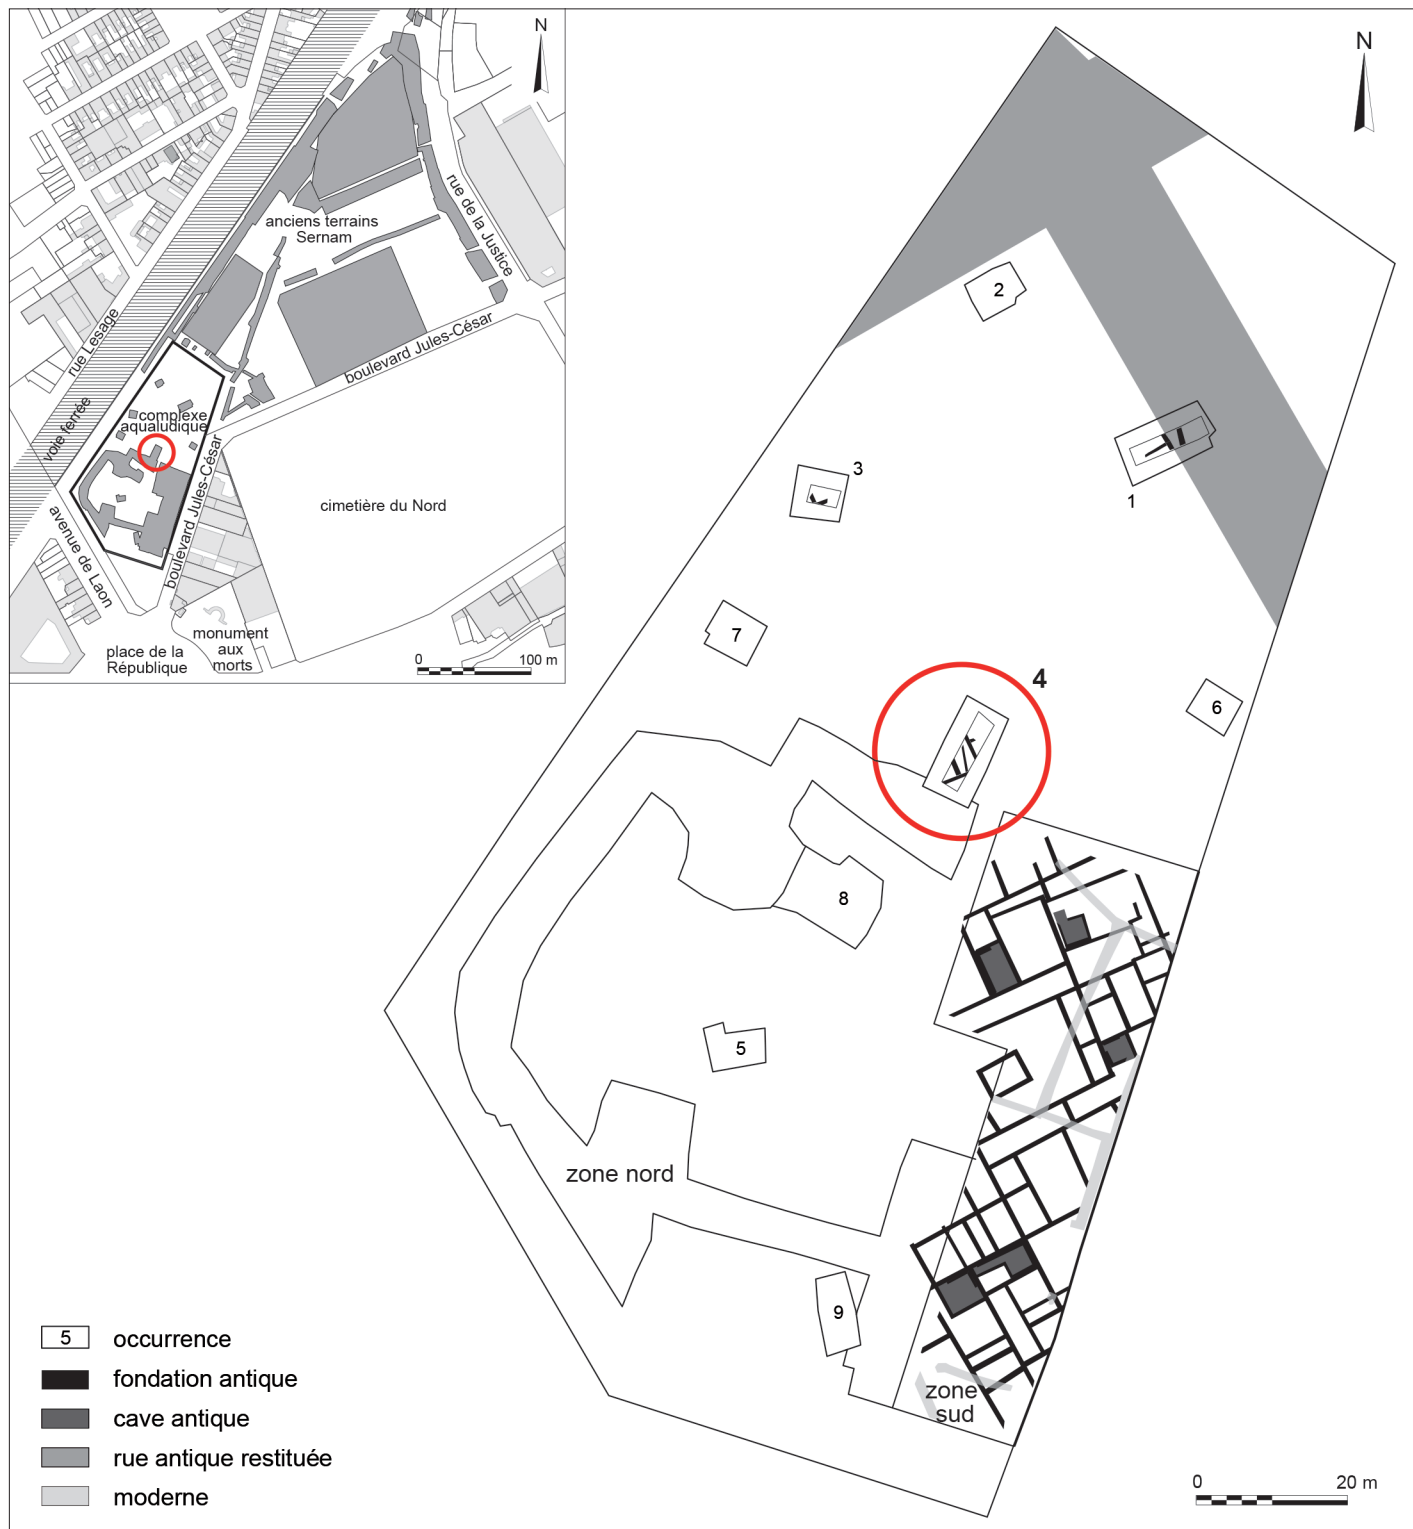 N
anciens terrains
Sernam
rue de la Justice
rue Lesage
boulevard Jules-César
voie ferrée
complexe
aqualudique
boulevard Jules-César
cimetière du Nord
avenue de Laon
monument
aux
morts
place de la
République
0
100 m
N
2
3
1
7
4
6
8
5
zone nord
9
zone
sud
5
occurrence
fondation antique
cave antique
rue antique restituée
moderne
0
20 m